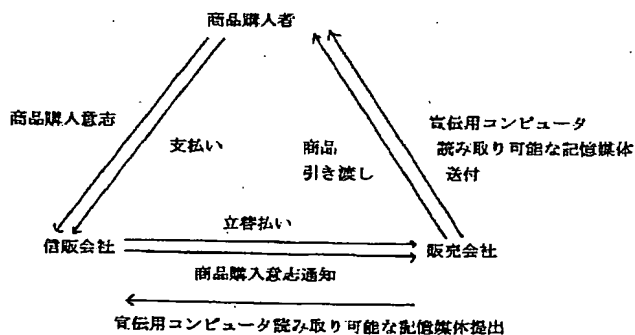 商品購入者
商品購入意志
支払い
商品
引き渡し
宣伝用コンピュータ
読み取り可能な記憶媒体
送付
信販会社
立替払い
販売会社
商品購入意志通知
宣伝用コンピュータ読み取り可能な記憶媒体提出